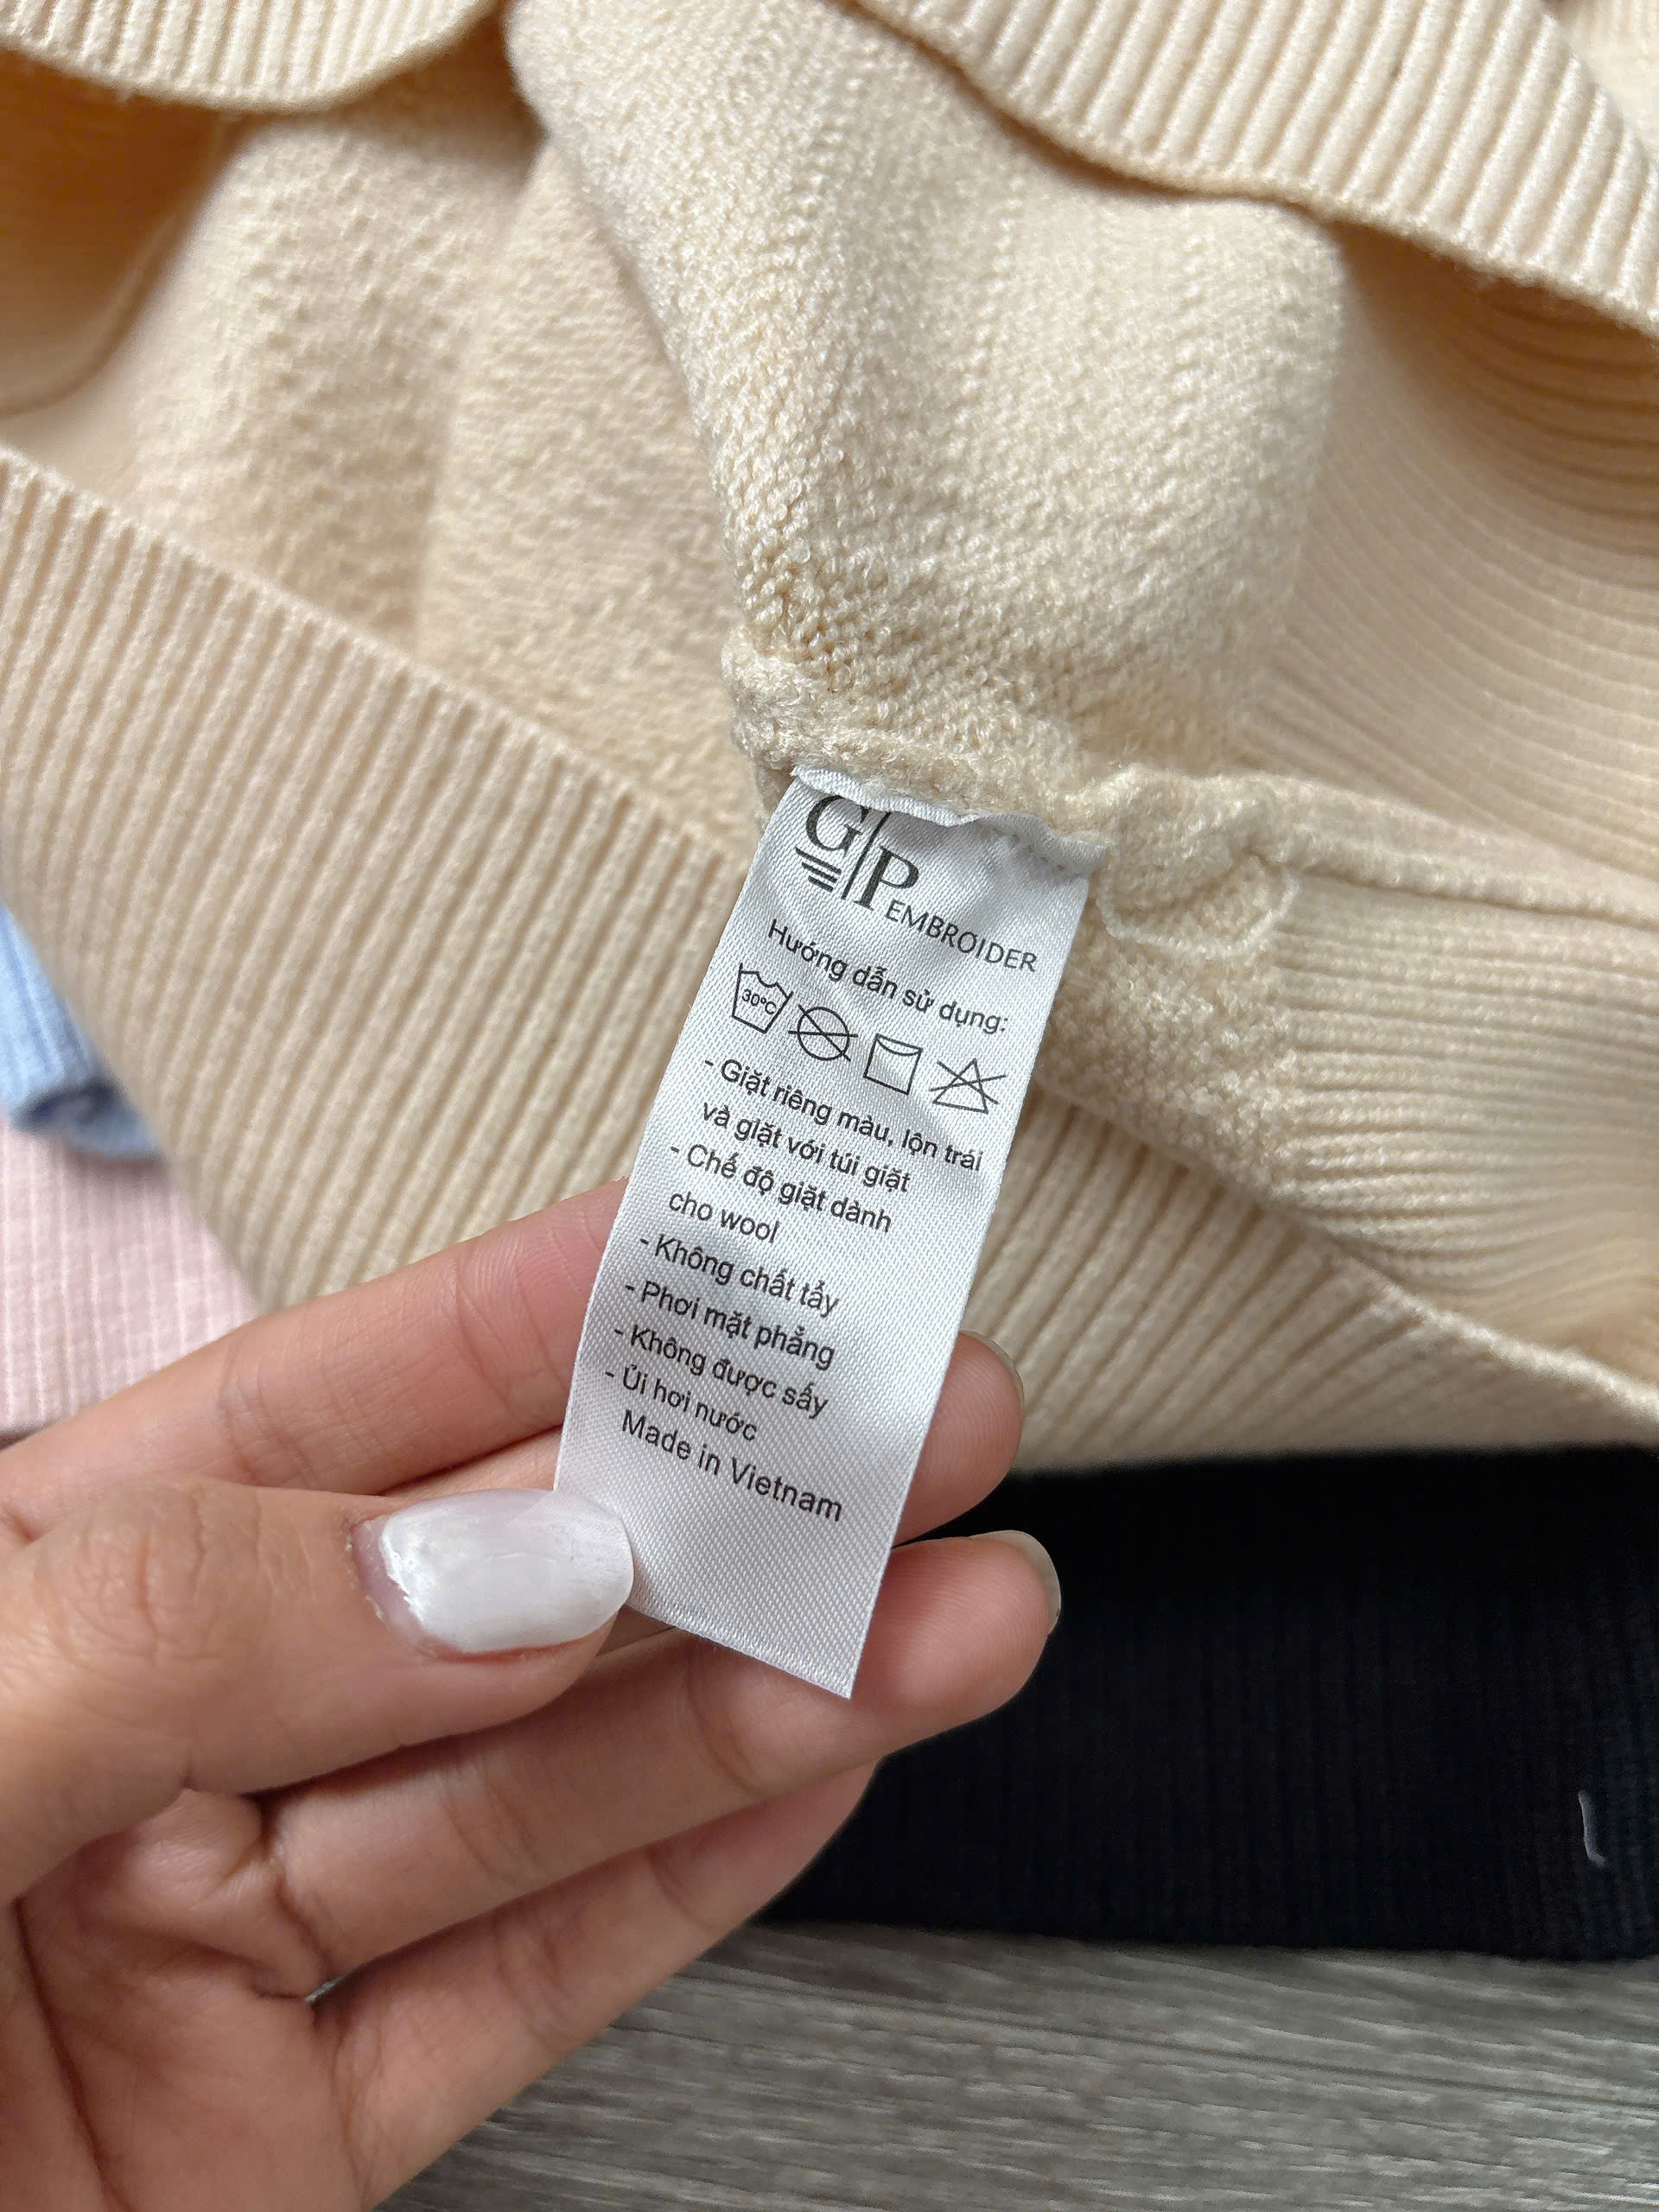 G|P EMBROIDER
Hướng dẫn sử dụng:
30°C
- Giặt riêng màu, lộn trái
và giặt với túi giặt
- Chế độ giặt dành
cho wool
- Không chất tẩy
- Phơi mặt phẳng
- Không được sấy
- Ủi hơi nước
Made in Vietnam